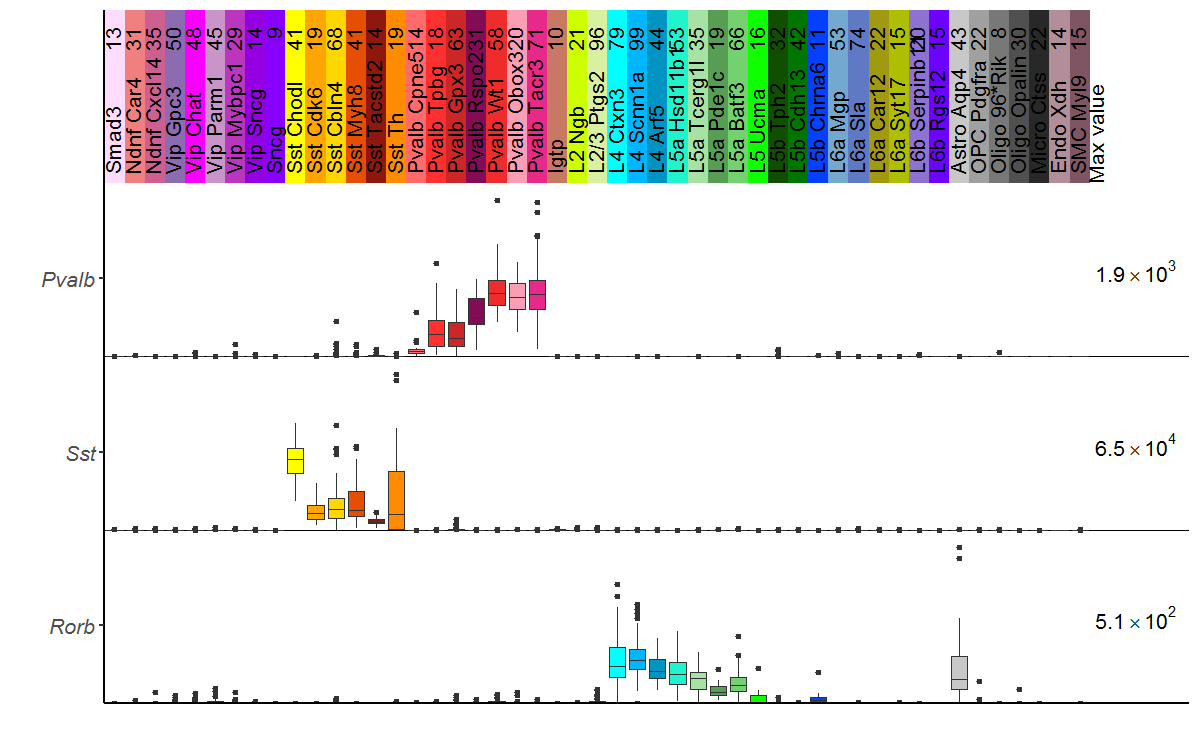 Smad3 13
Ndnf Car4 31
Ndnf Cxcl14 35
Vip Gpc3 50
Vip Chat 48
Vip Parm1 45
Vip Mybpc1 29
Vip Sncg 14
Sncg 9
Sst Chodl 41
Sst Cdk6 19
Sst Cbln4 68
Sst Myh8 41
Sst Tacstd2 14
Sst Th 19
Pvalb Cpne5 14
Pvalb Tpbg 18
Pvalb Gpx3 63
Pvalb Rspo2 31
Pvalb Wt1 58
Pvalb Obox3 20
Pvalb Tacr3 71
Igtp 10
L2 Ngb 21
L2/3 Ptgs2 96
L4 Ctxn3 79
L4 Scnn1a 99
L4 Arf5 44
L5a Hsd11b1 53
L5a Tcerg1l 35
L5a Pde1c 19
L5a Batf3 66
L5 Ucma 16
L5b Tph2 32
L5b Cdh13 42
L5b Chrna6 11
L6a Mgp 53
L6a Sla 74
L6a Car12 22
L6a Syt17 15
L6b Serpinb11 20
L6b Rgs12 15
Astro Aqp4 43
OPC Pdgfra 22
Oligo 96*Rik 8
Oligo Opalin 30
Micro Ctss 22
Endo Xdh 14
SMC Myl9 15
Max value
Pvalb 1.9 × 10³
Sst 6.5 × 10⁴
Rorb 5.1 × 10²